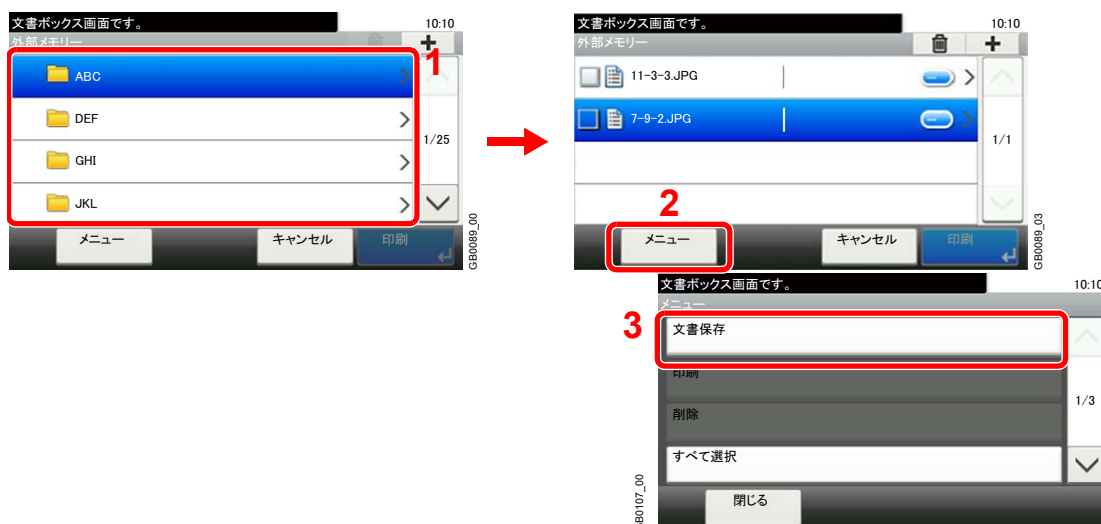 文書ボックス画面です。 10:10
外部メモリー
1
ABC
DEF
GHI
JKL
1/25
メニュー キャンセル 印刷
GB0089_00
文書ボックス画面です。 10:10
外部メモリー
11-3-3.JPG
7-9-2.JPG
1/1
2
メニュー キャンセル 印刷
GB0089_03
文書ボックス画面です。 10:10
メニュー
3
文書保存
印刷
削除
すべて選択
1/3
閉じる
GB0107_00